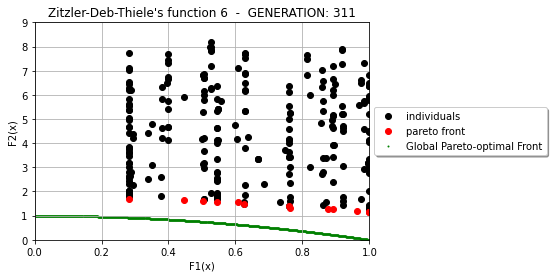 Zitzler-Deb-Thiele's function 6 - GENERATION: 311
9
8
7
6
5
4
3
2
1
0
F2(x)
0.0 0.2 0.4 0.6 0.8 1.0
F1(x)
individuals
pareto front
Global Pareto-optimal Front